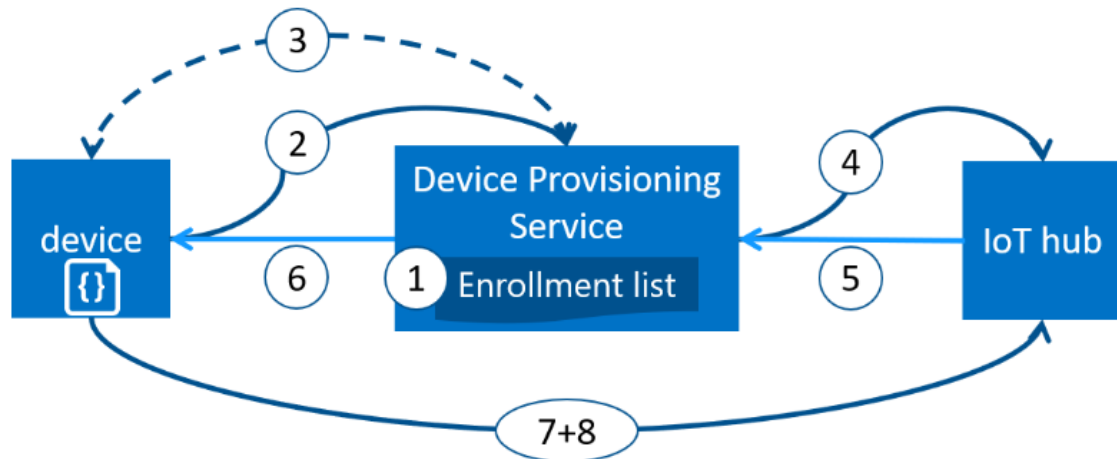 3
2
4
Device Provisioning
Service
device
IoT hub
{}
6
1
Enrollment list
5
7+8